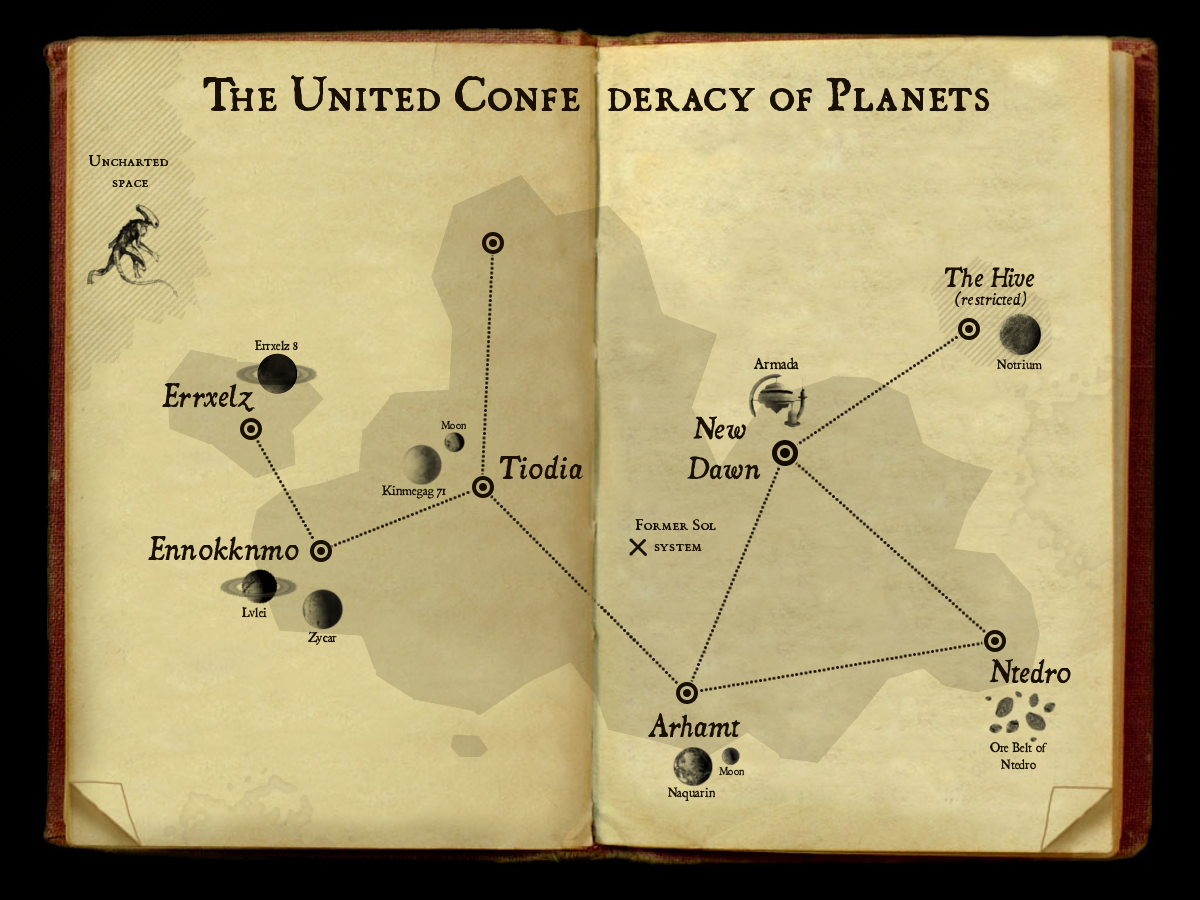 The United Confederacy of Planets
Uncharted
space
The Hive
(restricted)
Notrium
Errxelz 8
Errxelz
Armada
New
Dawn
Moon
Kinmegag 71
Tiodia
Former Sol
system
Ennokknmo
Lvlei
Zycar
Ntedro
Ore Belt of
Ntedro
Arhamt
Moon
Naquarin